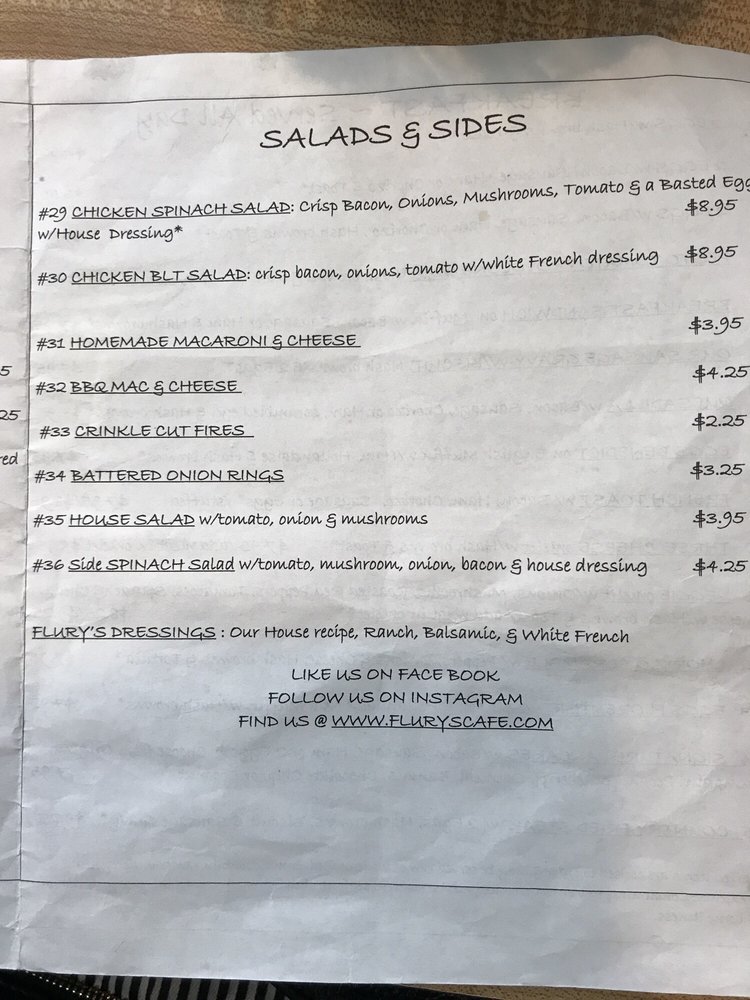 SALADS & SIDES
#29 CHICKEN SPINACH SALAD: Crisp Bacon, Onions, Mushrooms, Tomato & a Basted Egg
w/House Dressing* $8.95
#30 CHICKEN BLT SALAD: crisp bacon, onions, tomato w/white French dressing $8.95
#31 HOMEMADE MACARONI & CHEESE $3.95
#32 BBQ MAC & CHEESE $4.25
#33 CRINKLE CUT FIRES $2.25
#34 BATTERED ONION RINGS $3.25
#35 HOUSE SALAD w/tomato, onion & mushrooms $3.95
#36 Side SPINACH Salad w/tomato, mushroom, onion, bacon & house dressing $4.25
FLURY'S DRESSINGS : Our House recipe, Ranch, Balsamic, & White French
LIKE US ON FACE BOOK
FOLLOW US ON INSTAGRAM
FIND US @ WWW.FLURYSCAFE.COM